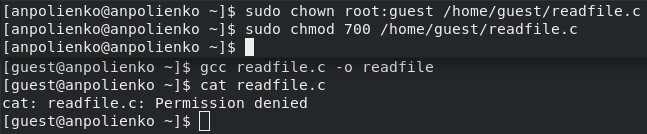 [anpolienko@anpolienko ~]$ sudo chown root:guest /home/guest/readfile.c
[anpolienko@anpolienko ~]$ sudo chmod 700 /home/guest/readfile.c
[anpolienko@anpolienko ~]$
[guest@anpolienko ~]$ gcc readfile.c -o readfile
[guest@anpolienko ~]$ cat readfile.c
cat: readfile.c: Permission denied
[guest@anpolienko ~]$